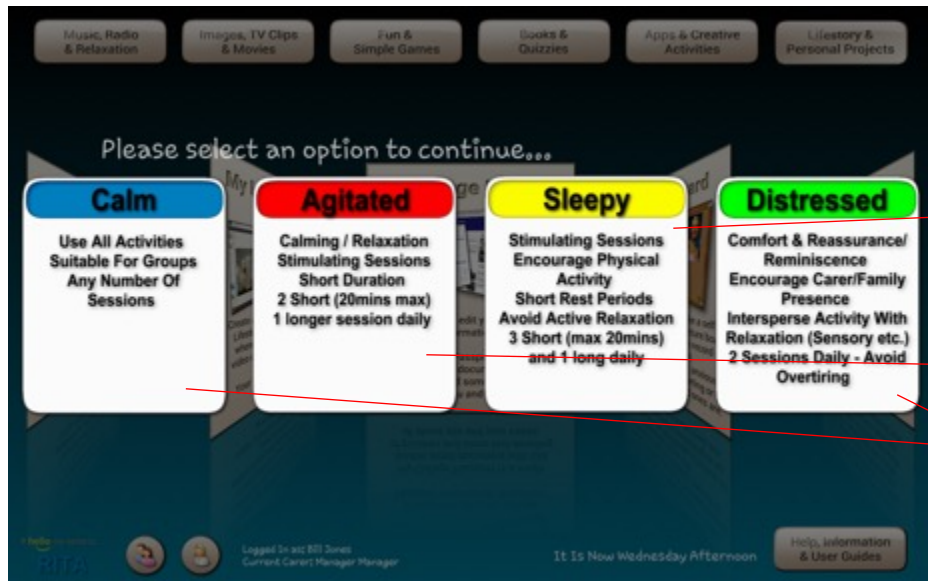 Music, Radio
& Relaxation
Images, TV Clips
& Movies
Fun &
Simple Games
Books &
Quizzies
Apps & Creative
Activities
Lifestory &
Personal Projects
Please select an option to continue...
Calm
Use All Activities
Suitable For Groups
Any Number Of
Sessions
Agitated
Calming / Relaxation
Stimulating Sessions
Short Duration
2 Short (20mins max)
1 longer session daily
Sleepy
Stimulating Sessions
Encourage Physical
Activity
Short Rest Periods
Avoid Active Relaxation
3 Short (max 20mins)
and 1 long daily
Distressed
Comfort & Reassurance/
Reminiscence
Encourage Carer/Family
Presence
Intersperse Activity With
Relaxation (Sensory etc.)
2 Sessions Daily - Avoid
Overtiring
RITA
Logged In as: Bill Jones
Current Carer: Manager Manager
It Is Now Wednesday Afternoon
Help, Information
& User Guides